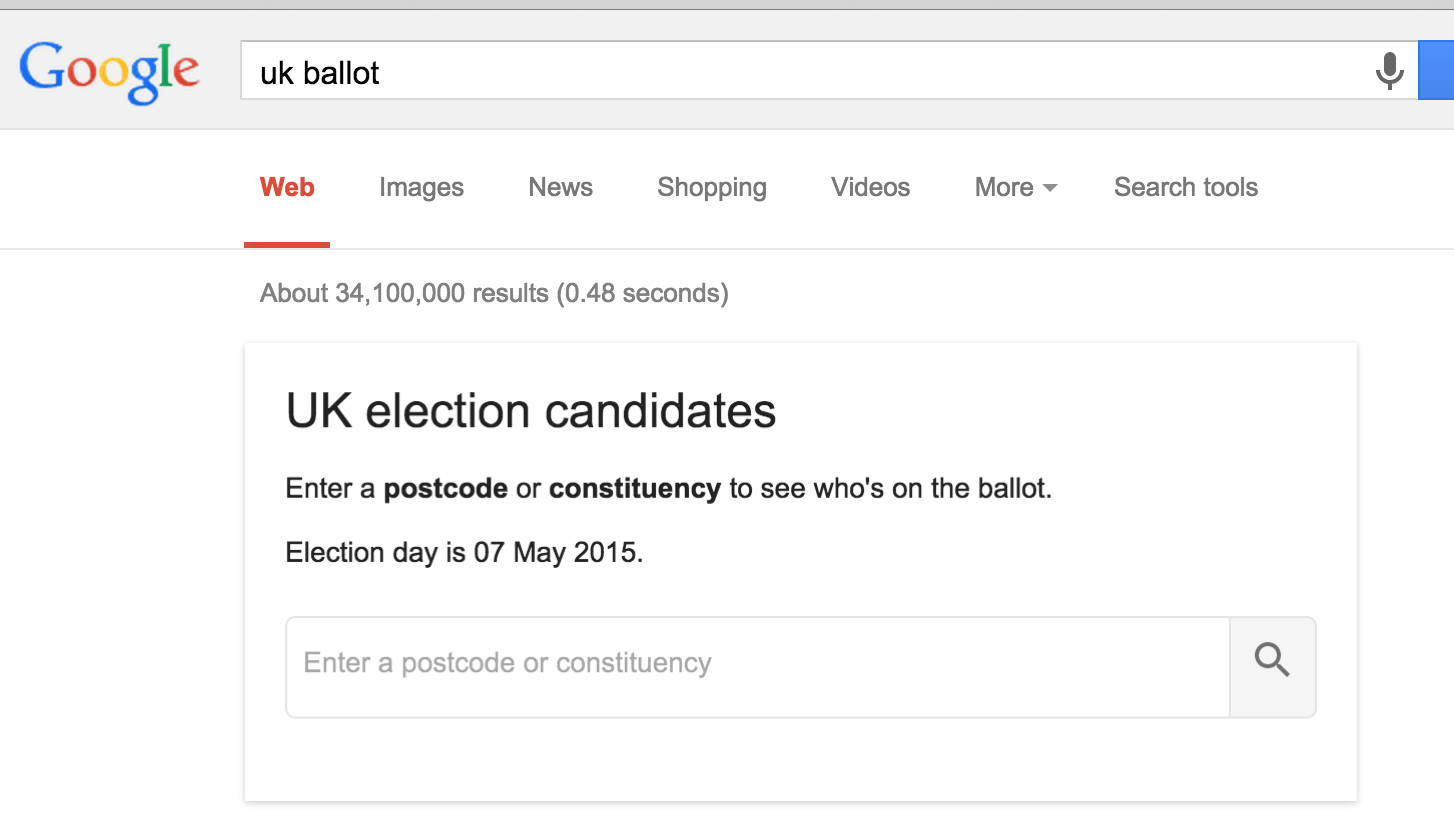 Google
uk ballot
Web Images News Shopping Videos More Search tools
About 34,100,000 results (0.48 seconds)
UK election candidates
Enter a postcode or constituency to see who's on the ballot.
Election day is 07 May 2015.
Enter a postcode or constituency